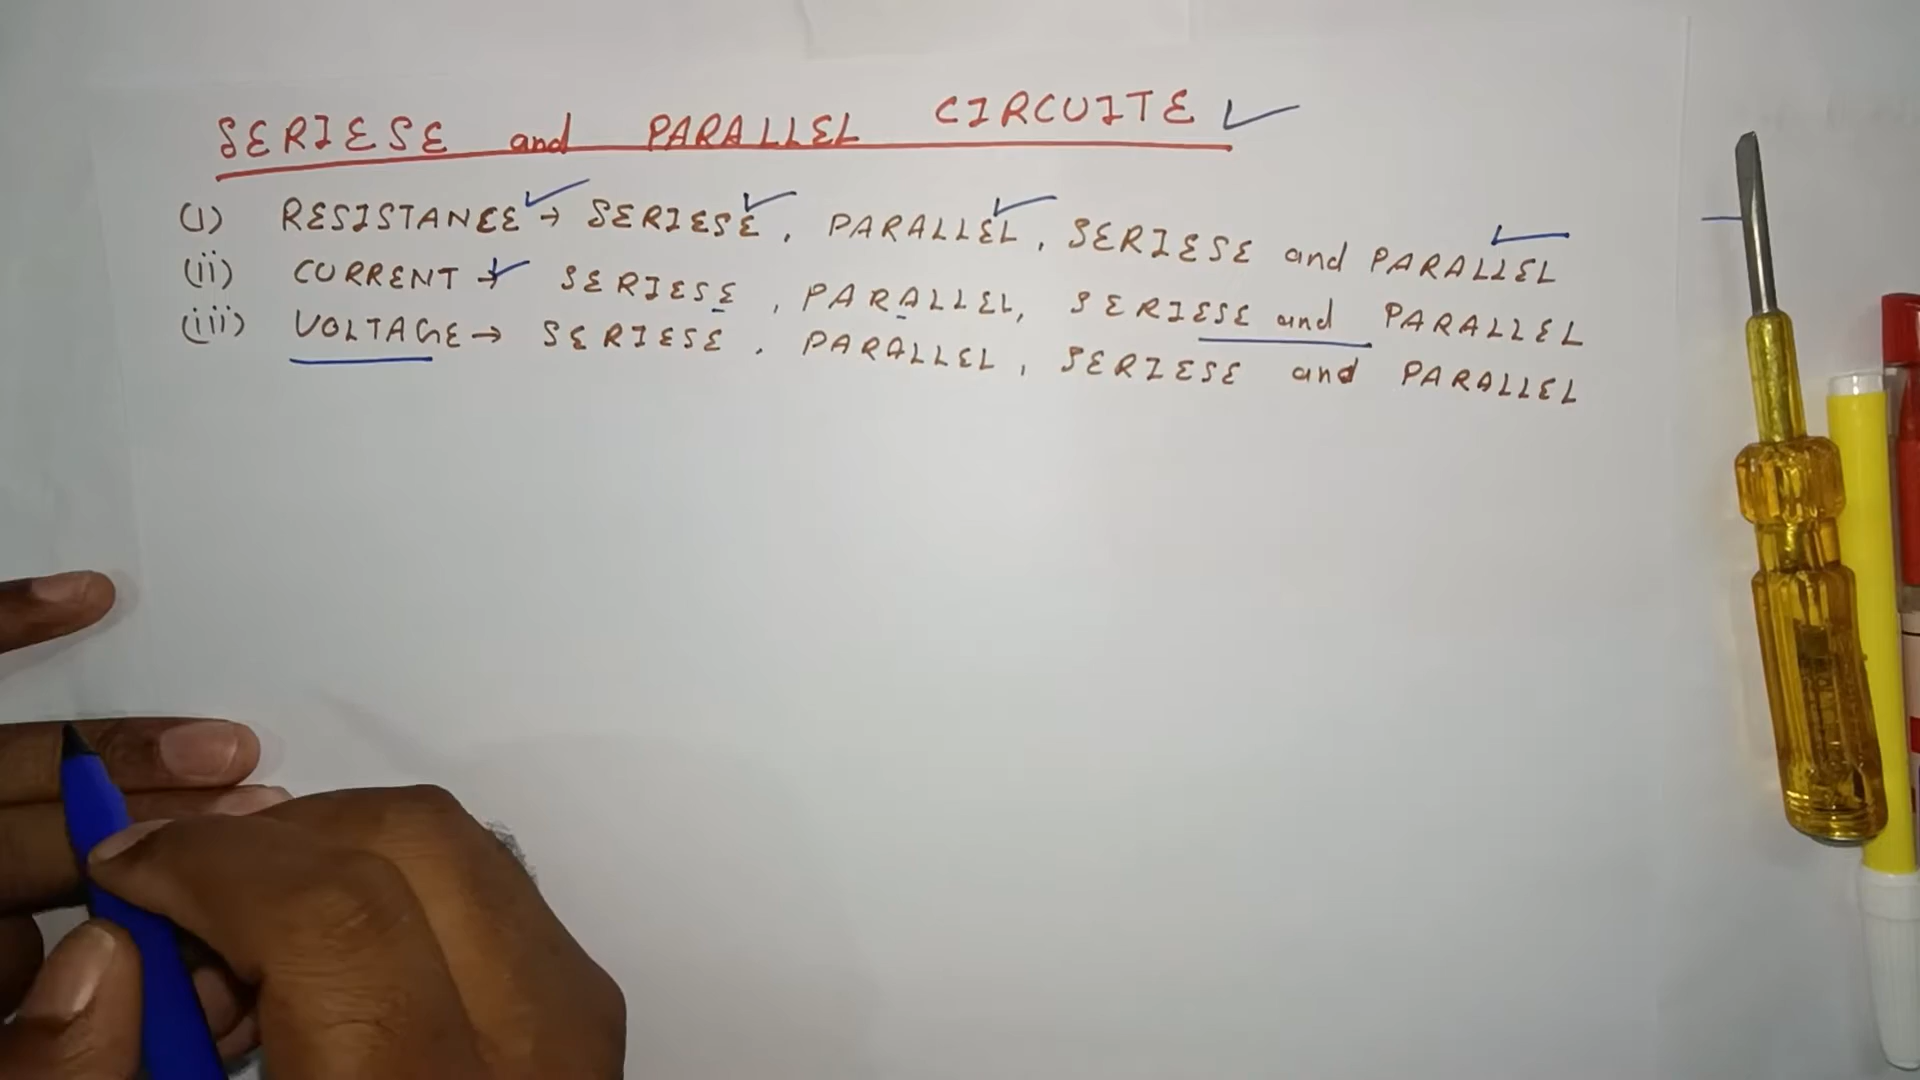 SERIESE and PARALLEL CIRCUITE
(i) RESISTANCE → SERIESE, PARALLEL, SERIESE and PARALLEL
(ii) CURRENT → SERIESE, PARALLEL, SERIESE and PARALLEL
(iii) VOLTAGE → SERIESE, PARALLEL, SERIESE and PARALLEL